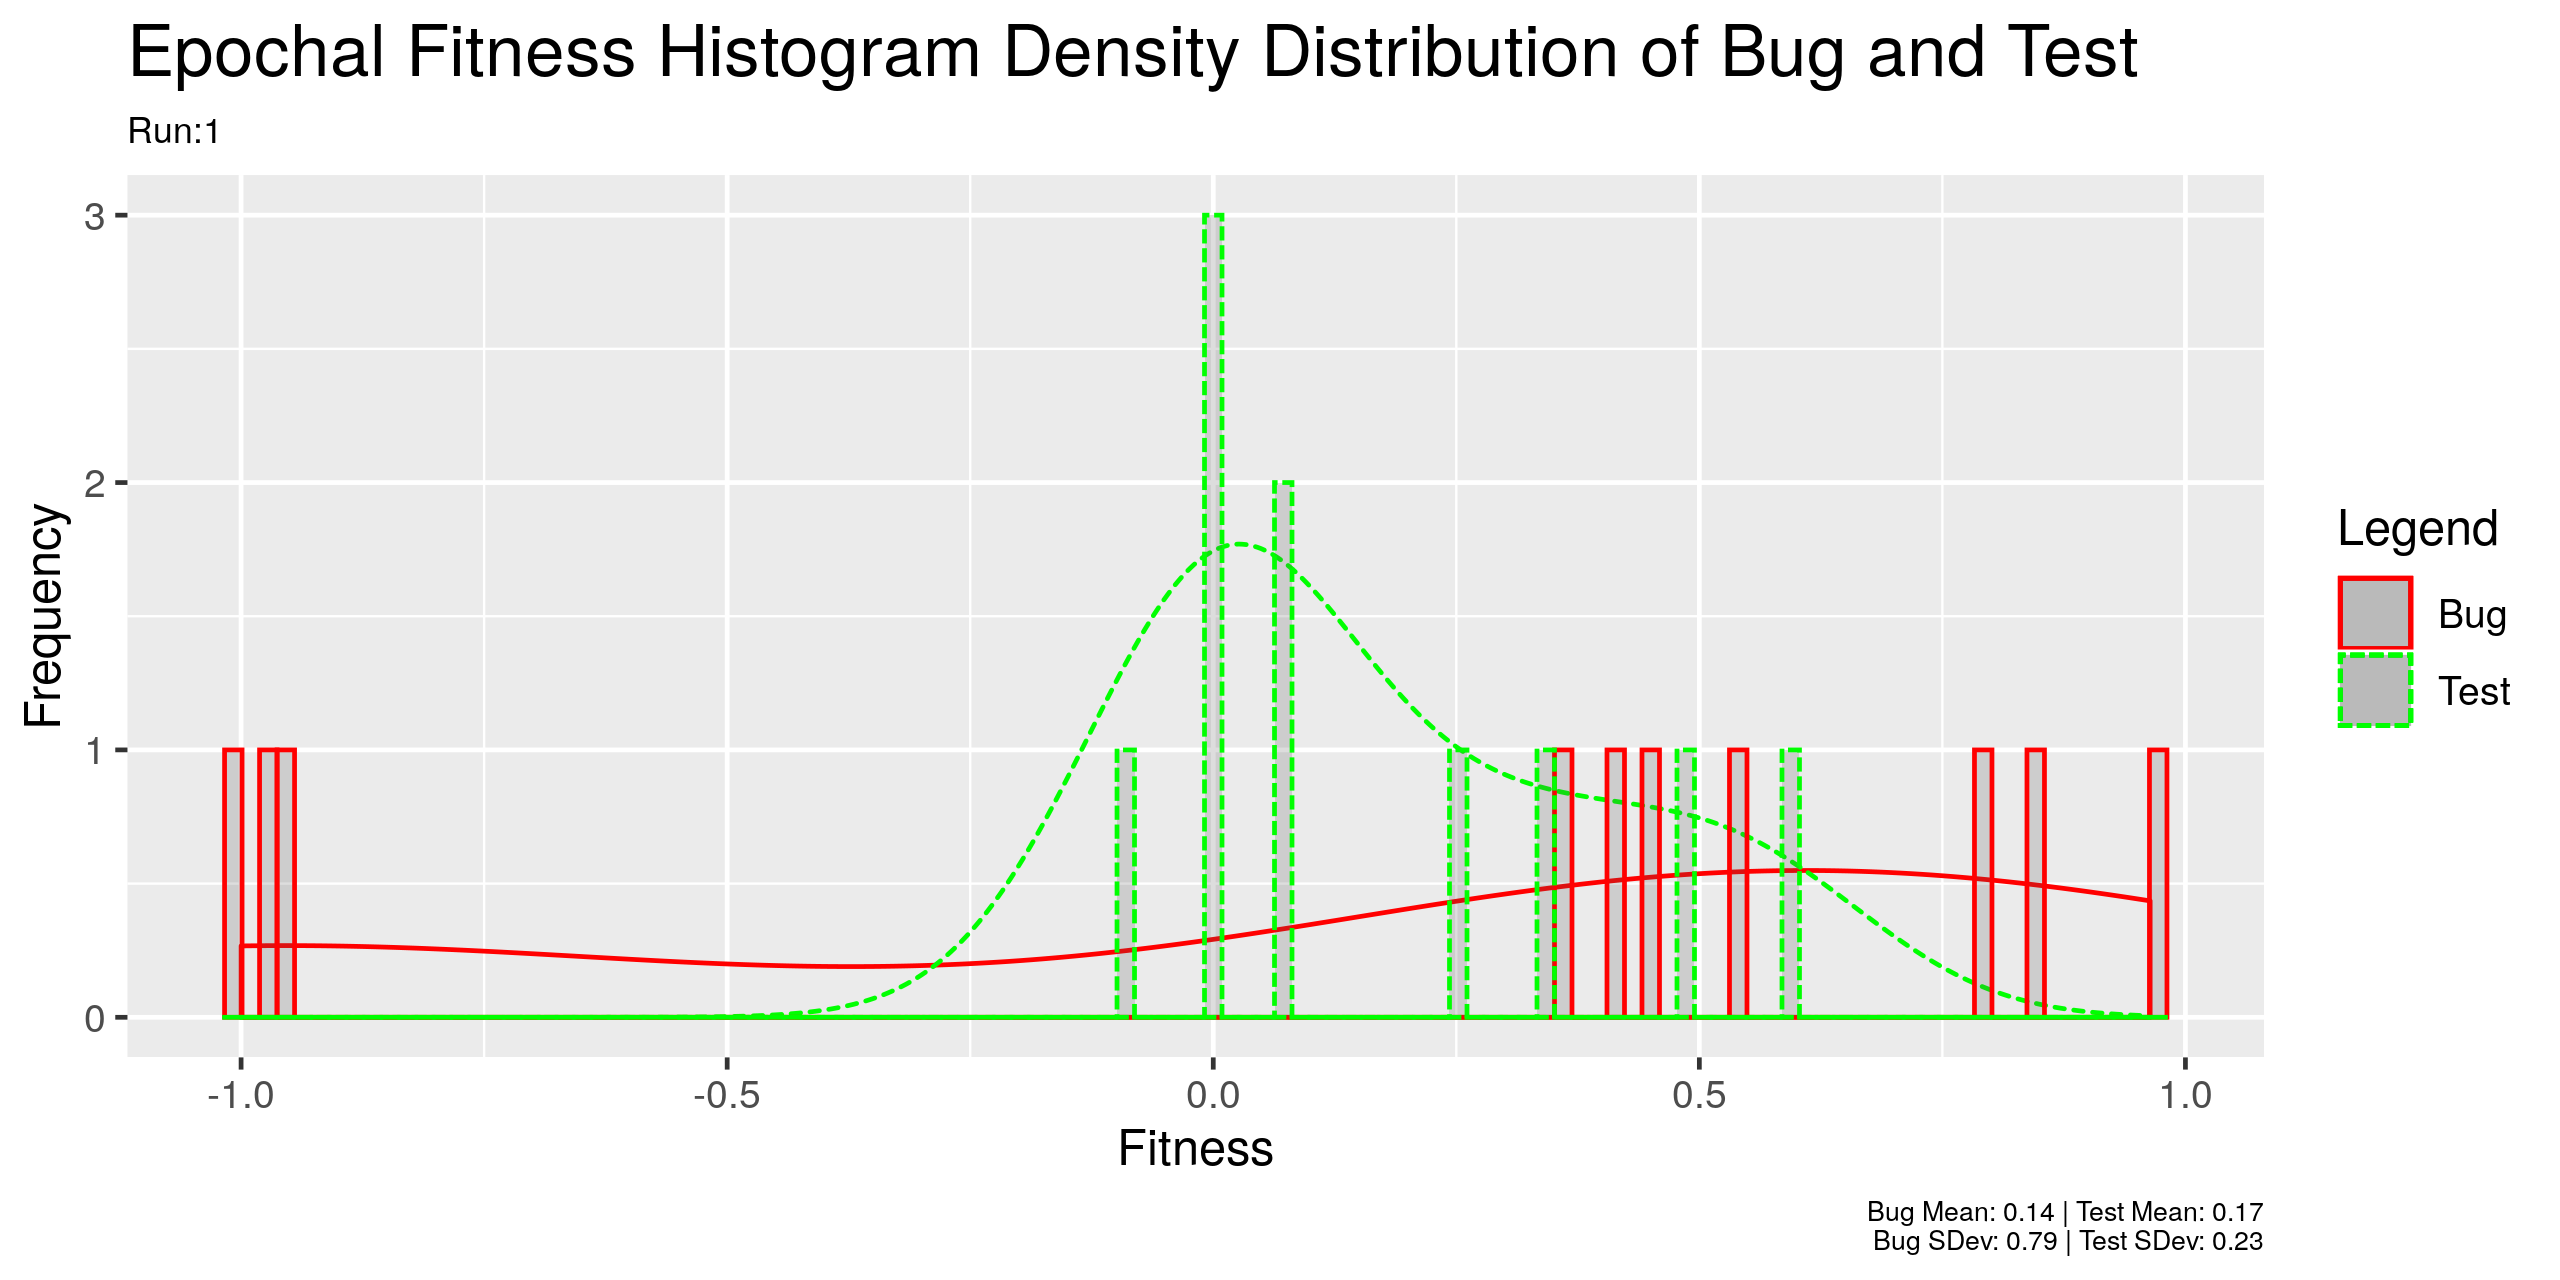 Epochal Fitness Histogram Density Distribution of Bug and Test
Run:1
3
2
1
0
Frequency
-1.0 -0.5 0.0 0.5 1.0
Fitness
Legend
Bug
Test
Bug Mean: 0.14 | Test Mean: 0.17
Bug SDev: 0.79 | Test SDev: 0.23